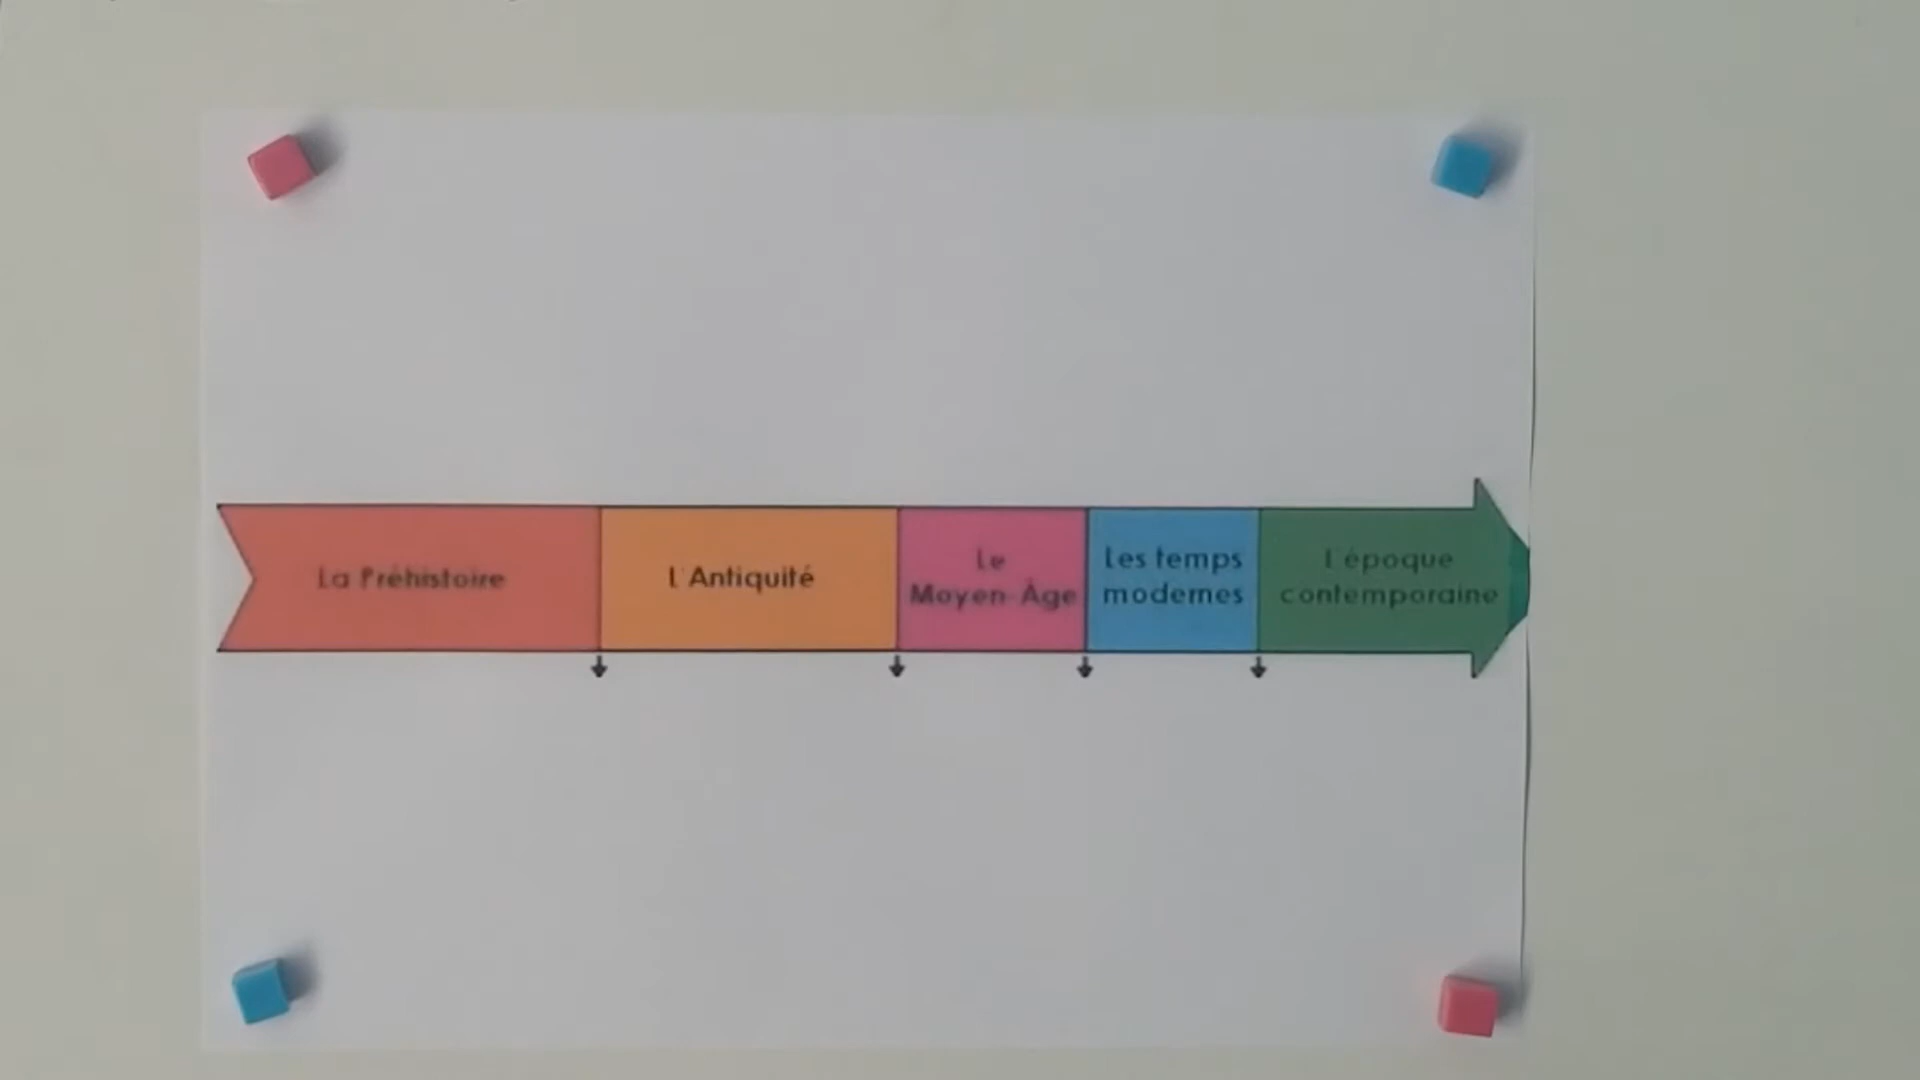 La Préhistoire
L'Antiquité
Le
Moyen-Âge
Les temps
modernes
L'époque
contemporaine